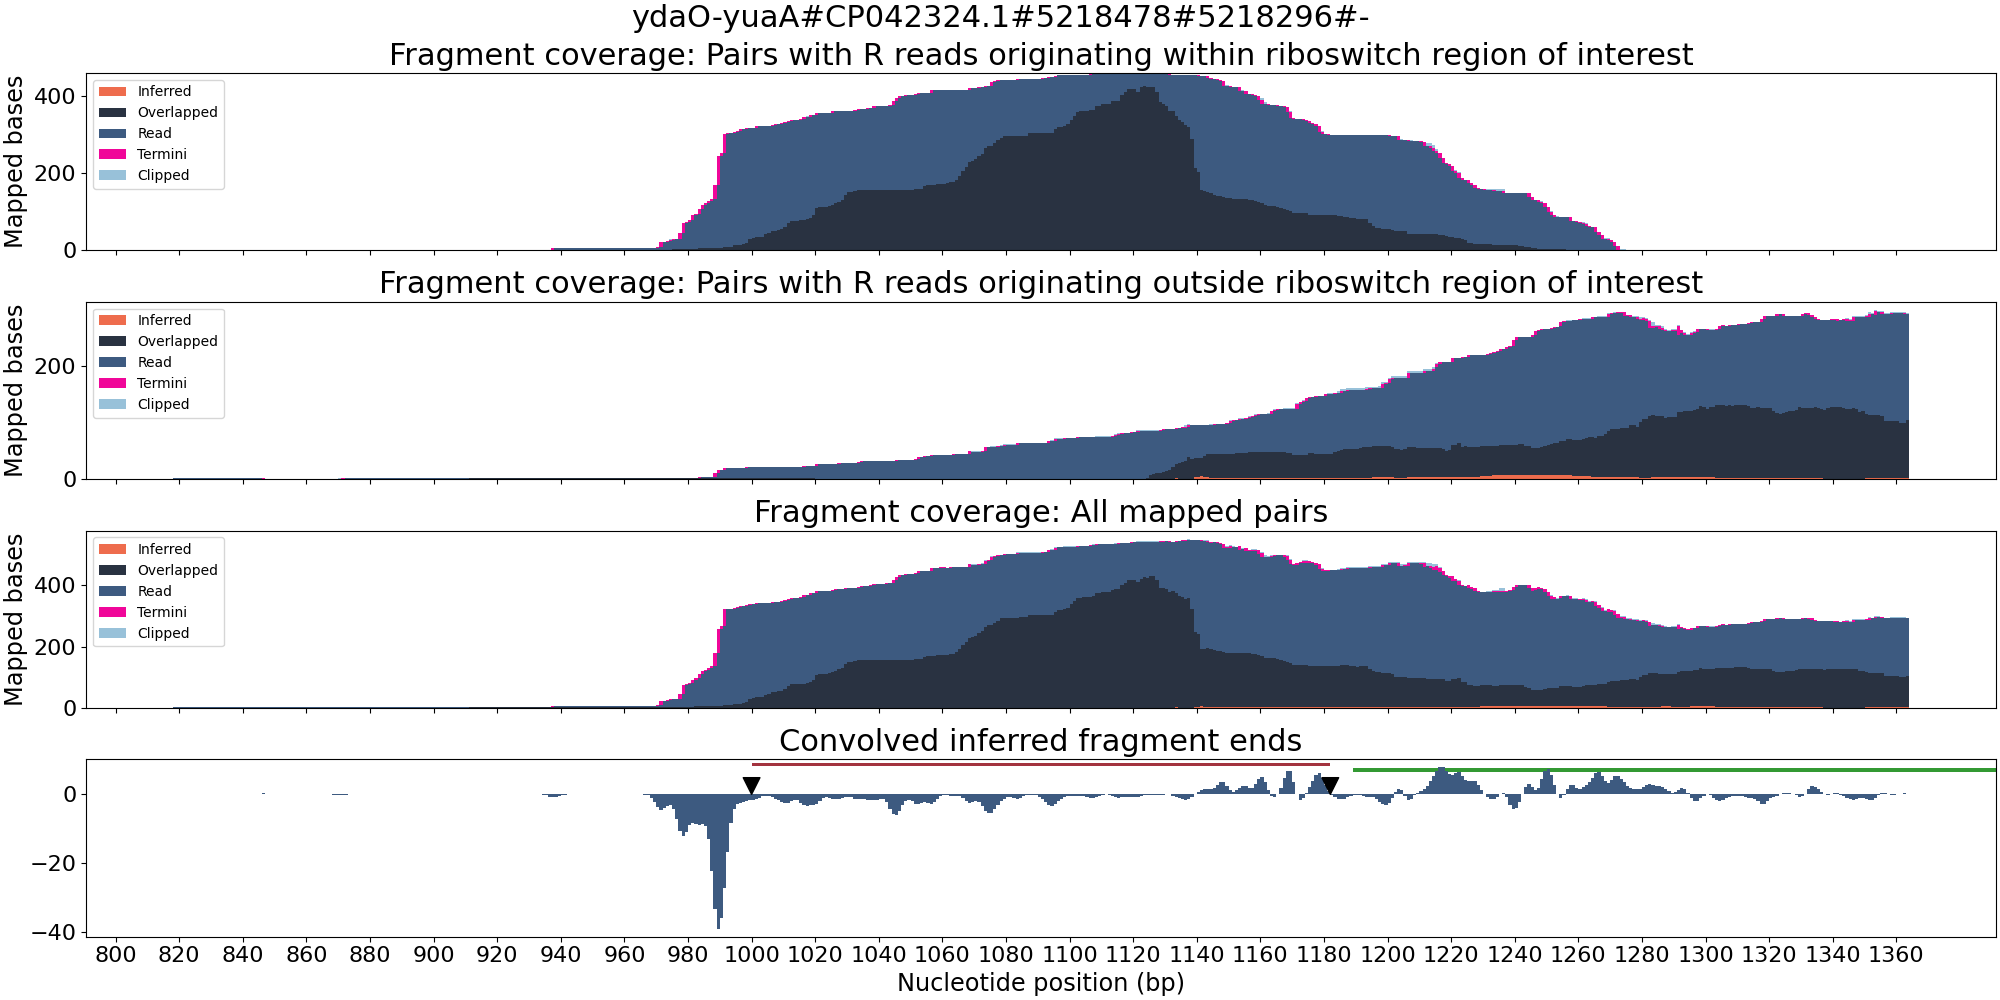 ydaO-yuaA#CP042324.1#5218478#5218296#-
Fragment coverage: Pairs with R reads originating within riboswitch region of interest
Mapped bases
400
200
0
Inferred
Overlapped
Read
Termini
Clipped
Fragment coverage: Pairs with R reads originating outside riboswitch region of interest
Mapped bases
200
0
Inferred
Overlapped
Read
Termini
Clipped
Fragment coverage: All mapped pairs
Mapped bases
400
200
0
Inferred
Overlapped
Read
Termini
Clipped
Convolved inferred fragment ends
0
−20
−40
800 820 840 860 880 900 920 940 960 980 1000 1020 1040 1060 1080 1100 1120 1140 1160 1180 1200 1220 1240 1260 1280 1300 1320 1340 1360
Nucleotide position (bp)